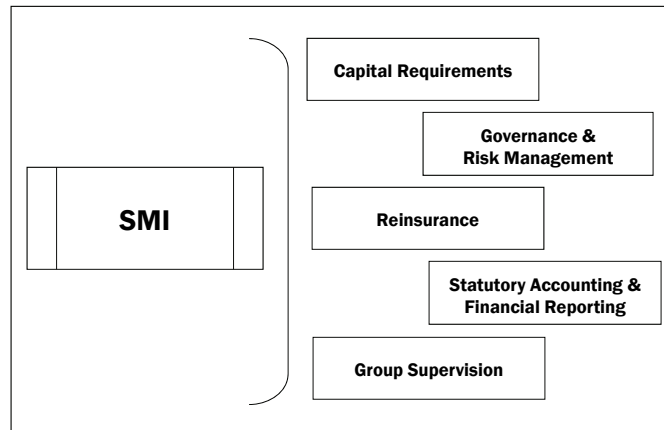 Capital Requirements
Governance &
Risk Management
SMI
Reinsurance
Statutory Accounting &
Financial Reporting
Group Supervision